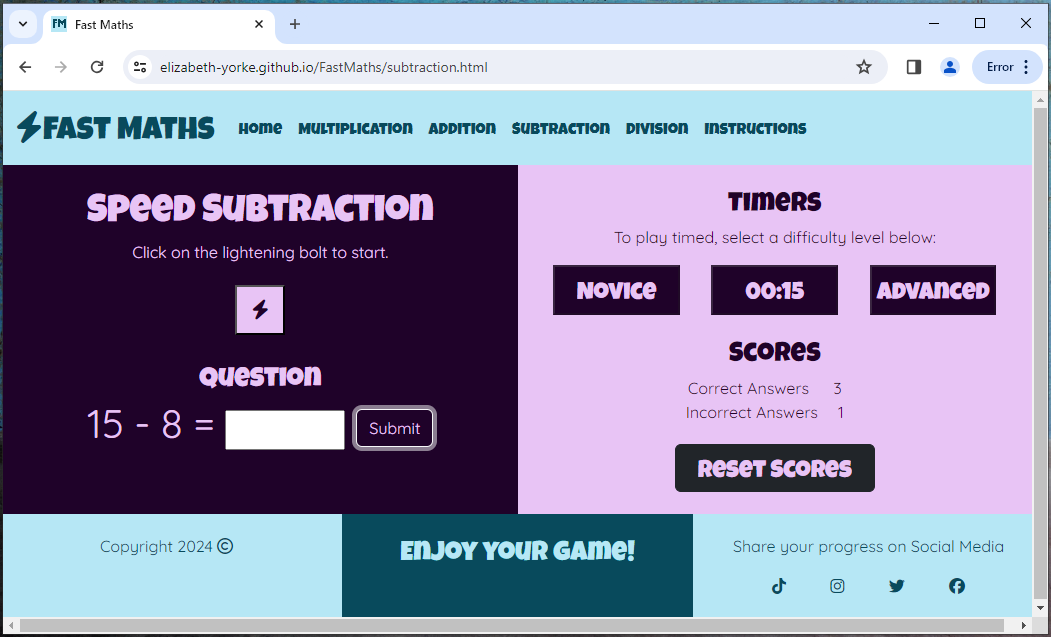 FM Fast Maths
elizabeth-yorke.github.io/FastMaths/subtraction.html
Error
FAST MATHS Home Multiplication Addition Subtraction Division Instructions
Speed Subtraction
Click on the lightening bolt to start.
Question
15 - 8 = Submit
Timers
To play timed, select a difficulty level below:
Novice 00:15 Advanced
Scores
Correct Answers 3
Incorrect Answers 1
Reset Scores
Copyright 2024 ©
Enjoy your game!
Share your progress on Social Media